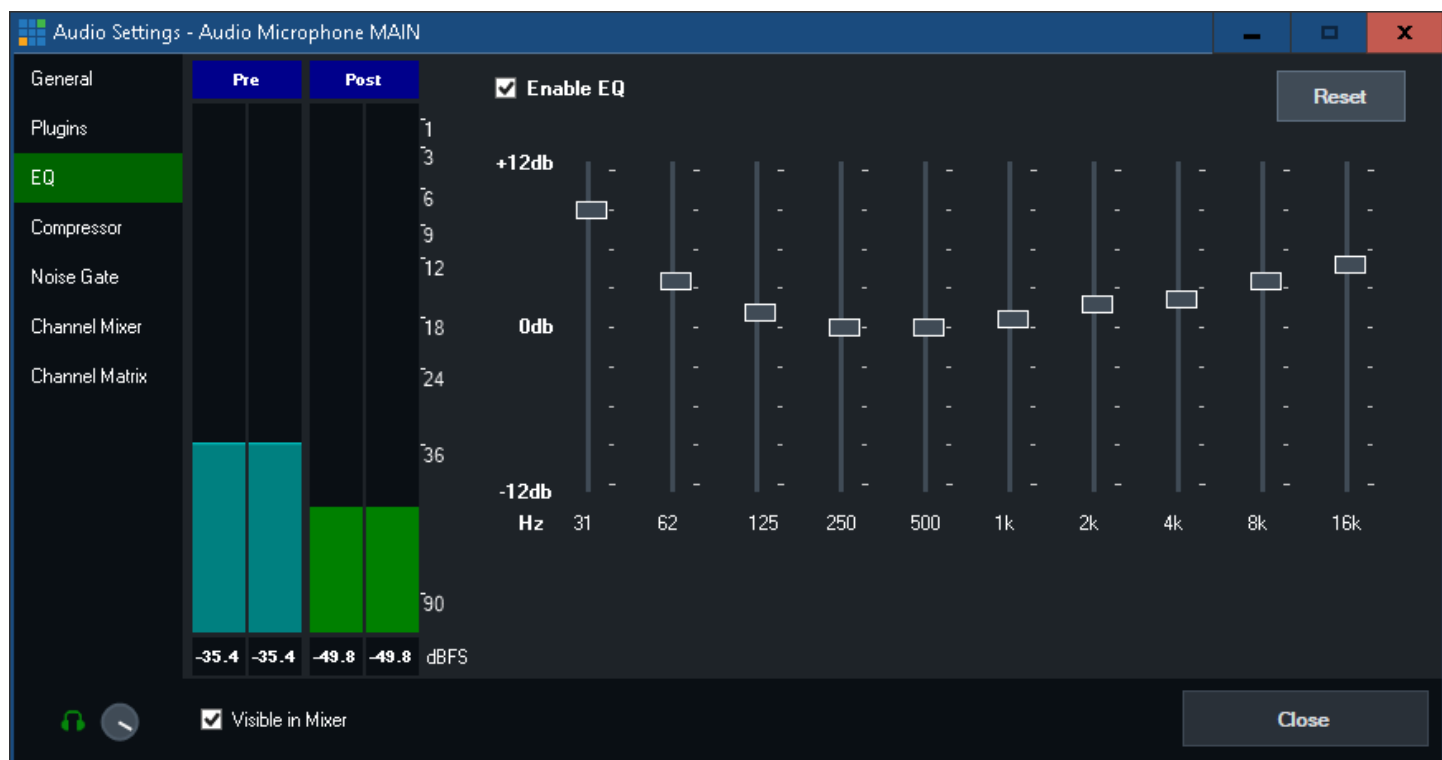 Audio Settings - Audio Microphone MAIN
General
Plugins
EQ
Compressor
Noise Gate
Channel Mixer
Channel Matrix
Pre Post
1
3
6
9
12
18
24
36
90
-35.4 -35.4 -49.8 -49.8 dBFS
Enable EQ
Reset
+12db
0db
-12db
Hz 31 62 125 250 500 1k 2k 4k 8k 16k
Visible in Mixer
Close